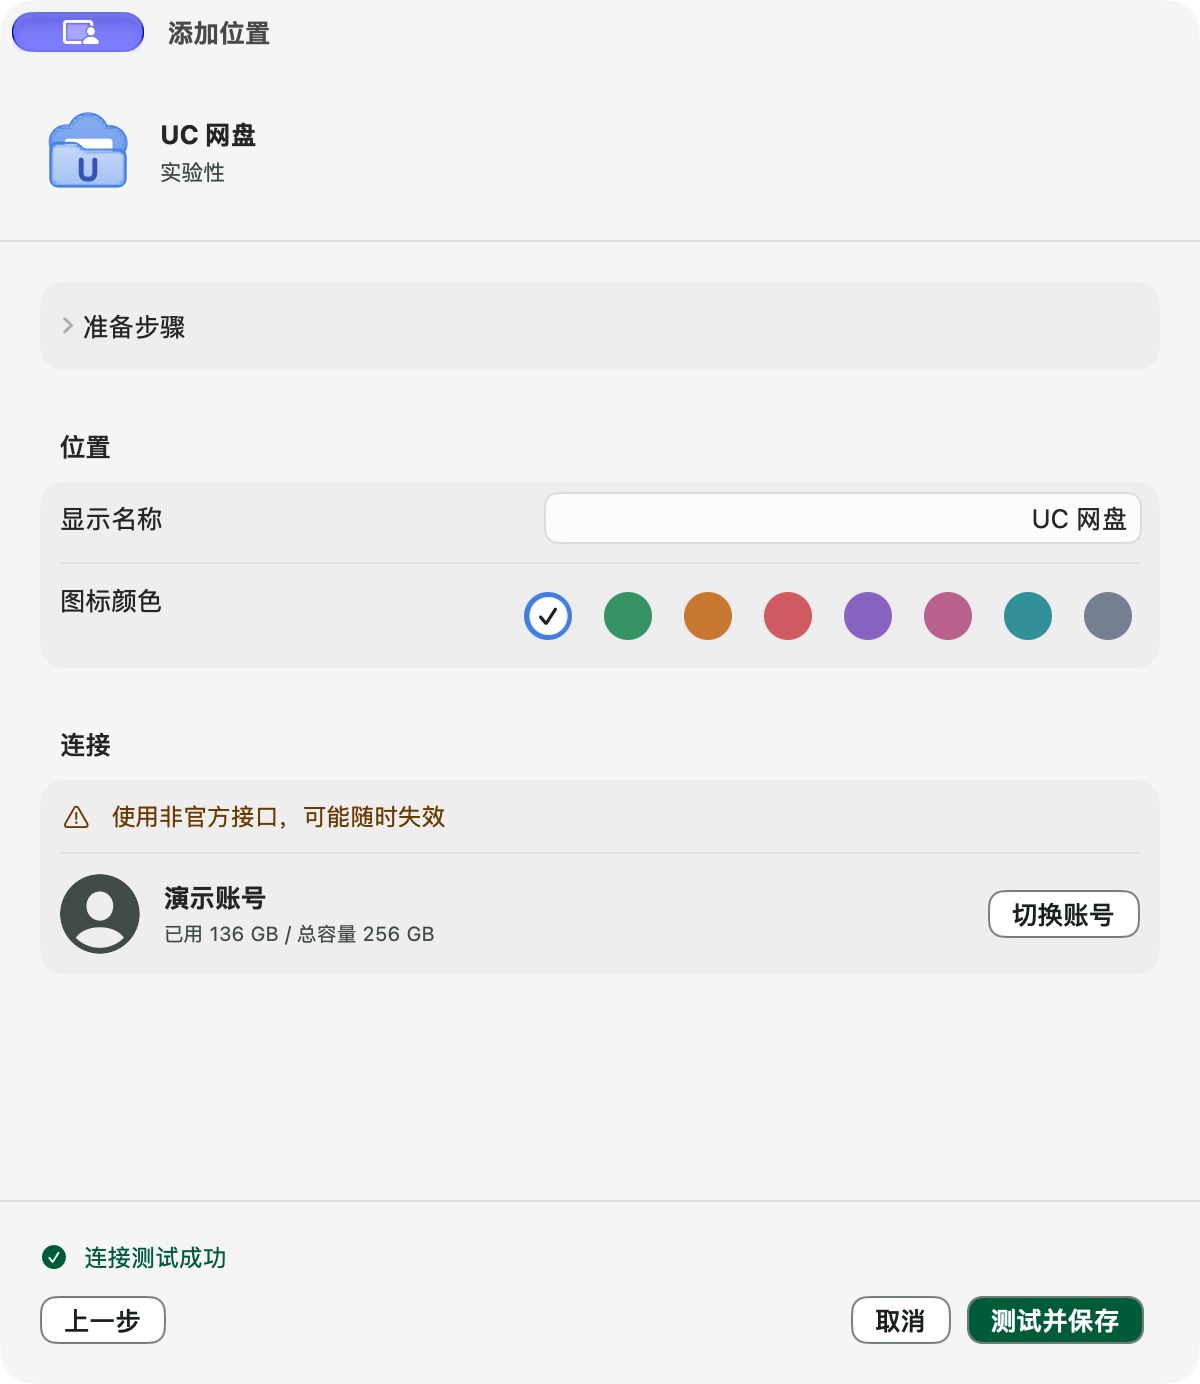 添加位置
UC 网盘
实验性
U
准备步骤
位置
显示名称
UC 网盘
图标颜色
连接
使用非官方接口，可能随时失效
演示账号
已用 136 GB / 总容量 256 GB
切换账号
连接测试成功
上一步
取消
测试并保存